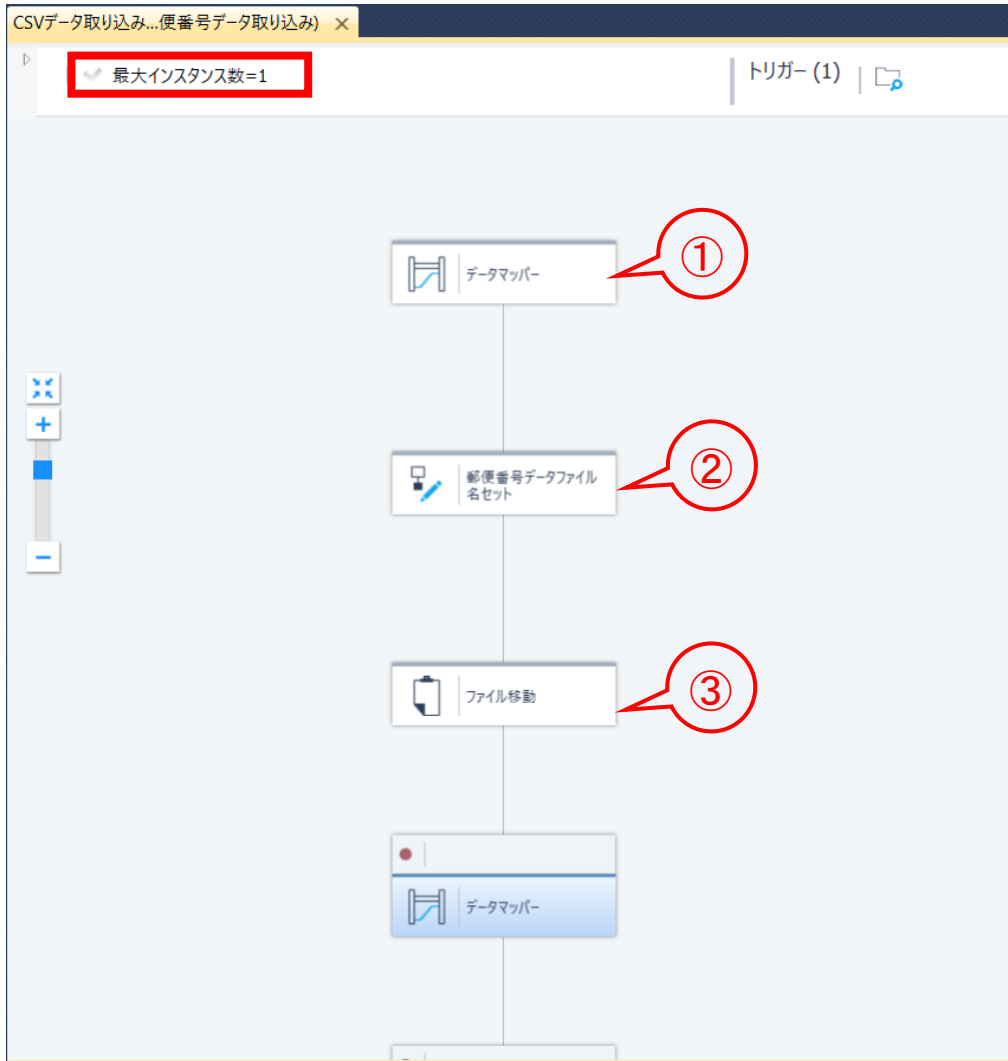 CSVデータ取り込み...便番号データ取り込み) ×
最大インスタンス数=1
トリガー (1)
データマッパー
①
郵便番号データファイル
名セット
②
ファイル移動
③
データマッパー